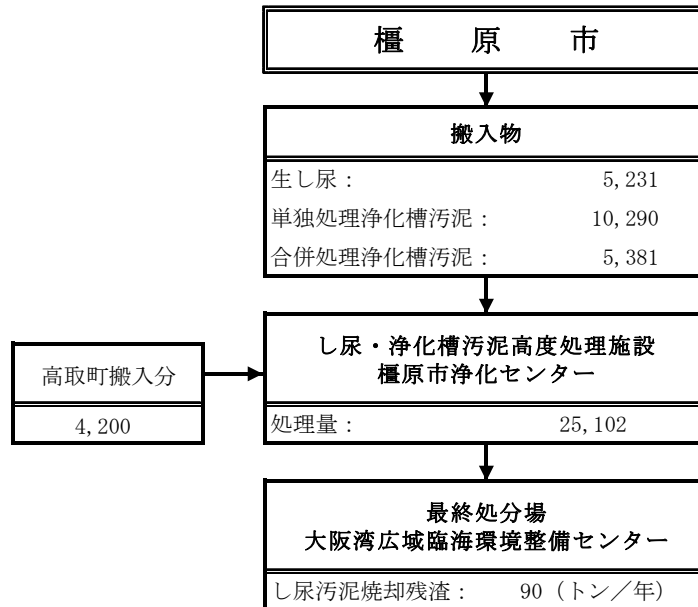 橿原市
搬入物
生し尿： 5,231
単独処理浄化槽汚泥： 10,290
合併処理浄化槽汚泥： 5,381
高取町搬入分
4,200
し尿・浄化槽汚泥高度処理施設
橿原市浄化センター
処理量： 25,102
最終処分場
大阪湾広域臨海環境整備センター
し尿汚泥焼却残渣： 90（トン／年）